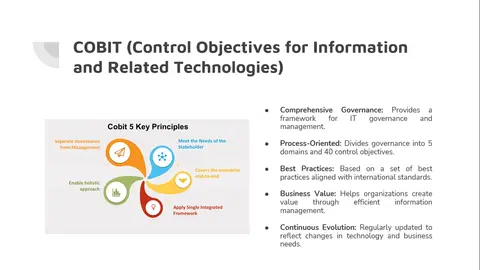 COBIT (Control Objectives for Information
and Related Technologies)
Cobit 5 Key Principles
Separate Governance
from Management
Meet the Needs of the
Stakeholder
Covers the enterprise
end-to-end
Enable holistic
approach
Apply Single Integrated
Framework
● Comprehensive Governance: Provides a
framework for IT governance and
management.
● Process-Oriented: Divides governance into 5
domains and 40 control objectives.
● Best Practices: Based on a set of best
practices aligned with international standards.
● Business Value: Helps organizations create
value through efficient information
management.
● Continuous Evolution: Regularly updated to
reflect changes in technology and business
needs.